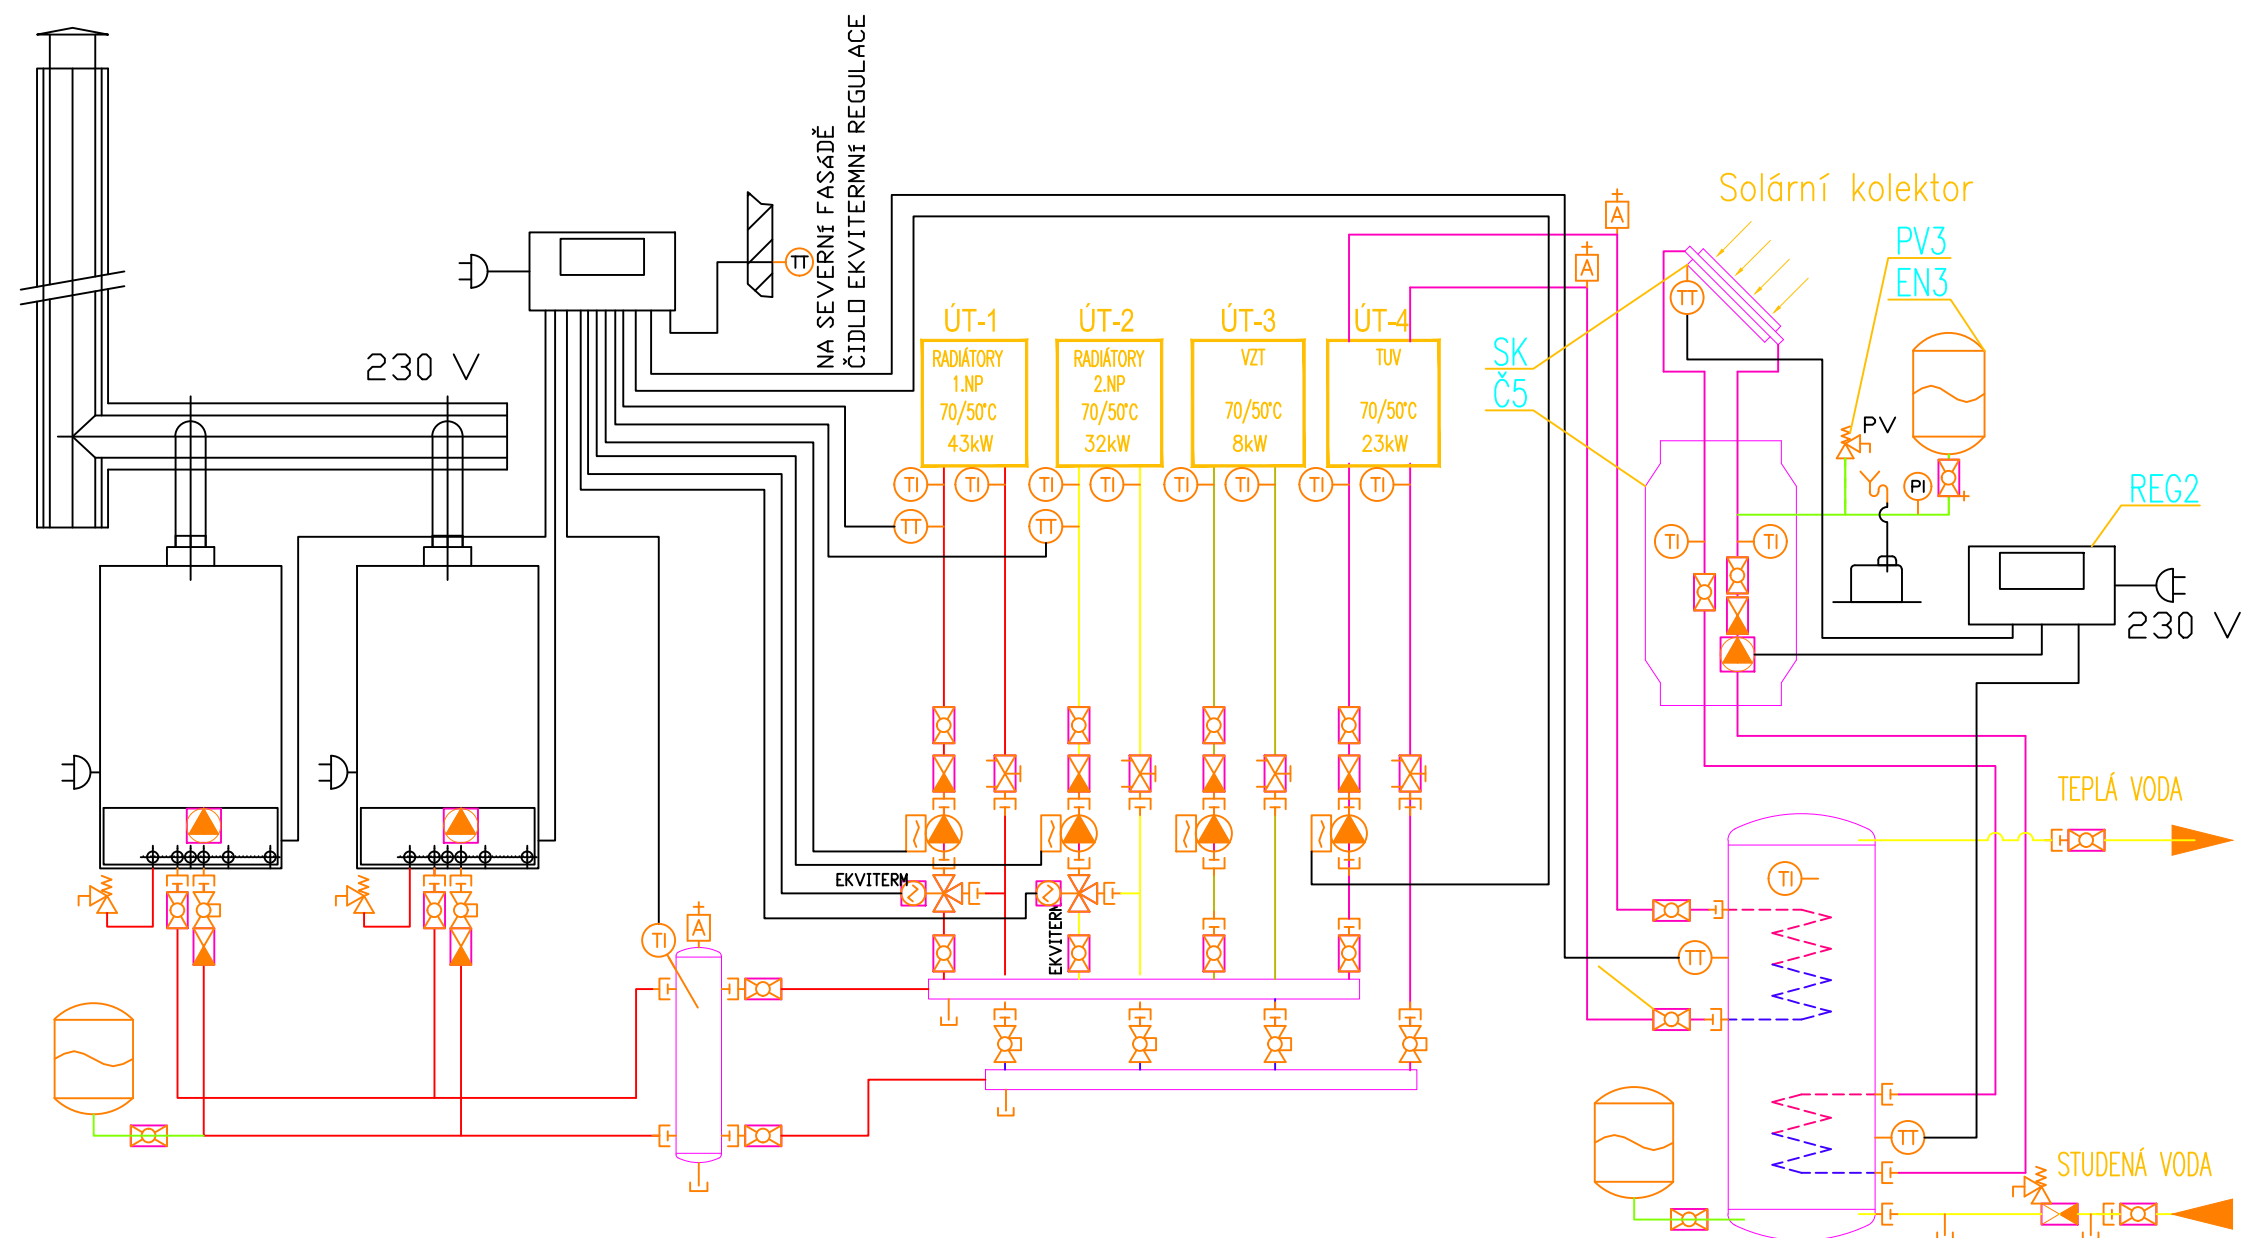 NA SEVERNÍ FASÁDĚ
ČIDLO EKVITERMNÍ REGULACE
230 V
TT
ÚT-1
RADIÁTORY
1.NP
70/50°C
43kW
ÚT-2
RADIÁTORY
2.NP
70/50°C
32kW
ÚT-3
VZT
70/50°C
8kW
ÚT-4
TUV
70/50°C
23kW
TI
TI
TI
TI
TI
TI
TI
TI
TT
TT
EKVITERM
EKVITERM
TI
A
A
A
Solární kolektor
PV3
EN3
SK
Č5
TT
PV
PI
TI
TI
REG2
230 V
TEPLÁ VODA
TI
TT
TT
STUDENÁ VODA